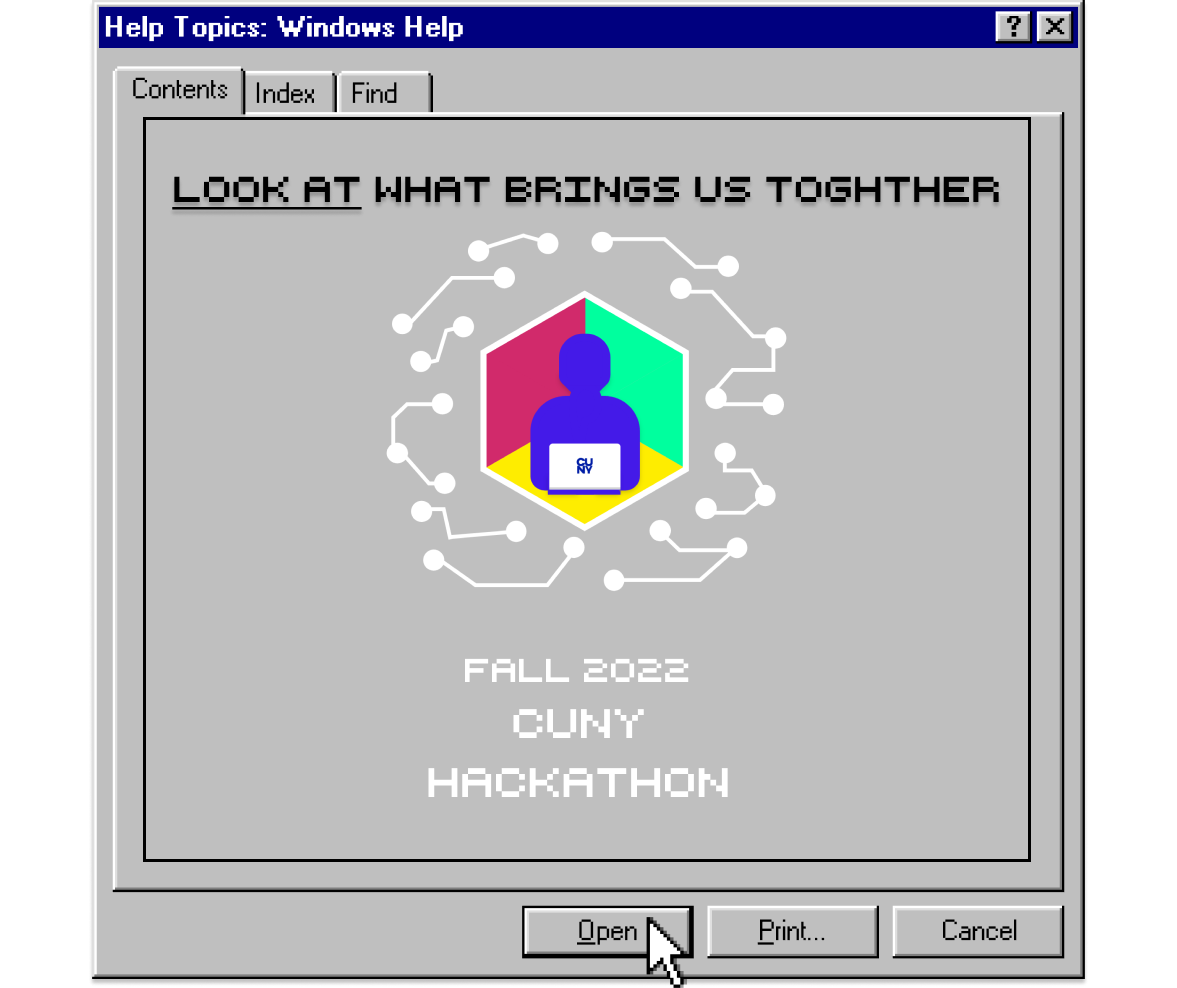 Help Topics: Windows Help
?
Contents Index Find
LOOK AT WHAT BRINGS US TOGHTHER
CU
NY
FALL 2022
CUNY
HACKATHON
Open Print... Cancel